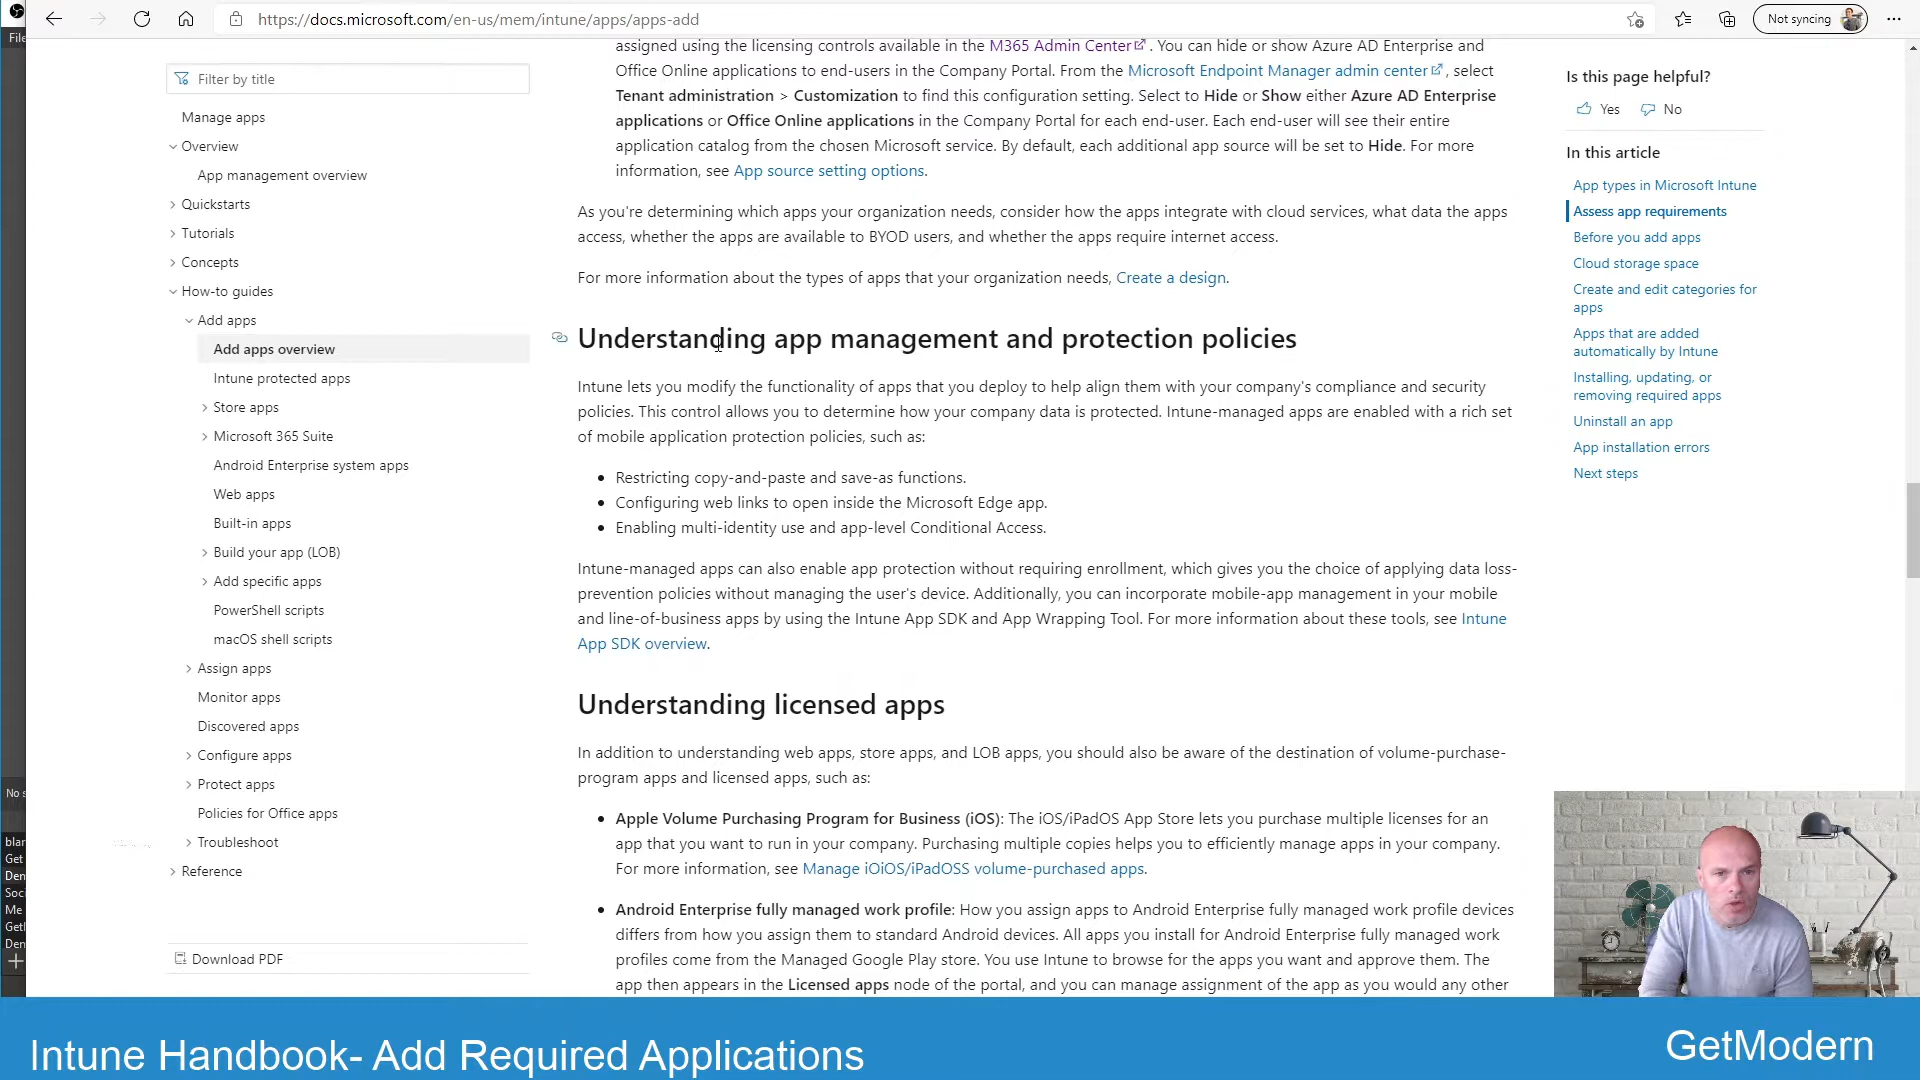 File
https://docs.microsoft.com/en-us/mem/intune/apps/apps-add
Not syncing
Filter by title
Manage apps
Overview
App management overview
Quickstarts
Tutorials
Concepts
How-to guides
Add apps
Add apps overview
Intune protected apps
Store apps
Microsoft 365 Suite
Android Enterprise system apps
Web apps
Built-in apps
Build your app (LOB)
Add specific apps
PowerShell scripts
macOS shell scripts
Assign apps
Monitor apps
Discovered apps
Configure apps
Protect apps
Policies for Office apps
Troubleshoot
Reference
Download PDF
assigned using the licensing controls available in the M365 Admin Center. You can hide or show Azure AD Enterprise and
Office Online applications to end-users in the Company Portal. From the Microsoft Endpoint Manager admin center, select
Tenant administration > Customization to find this configuration setting. Select to Hide or Show either Azure AD Enterprise
applications or Office Online applications in the Company Portal for each end-user. Each end-user will see their entire
application catalog from the chosen Microsoft service. By default, each additional app source will be set to Hide. For more
information, see App source setting options.
As you're determining which apps your organization needs, consider how the apps integrate with cloud services, what data the apps
access, whether the apps are available to BYOD users, and whether the apps require internet access.
For more information about the types of apps that your organization needs, Create a design.
Understanding app management and protection policies
Intune lets you modify the functionality of apps that you deploy to help align them with your company's compliance and security
policies. This control allows you to determine how your company data is protected. Intune-managed apps are enabled with a rich set
of mobile application protection policies, such as:
Restricting copy-and-paste and save-as functions.
Configuring web links to open inside the Microsoft Edge app.
Enabling multi-identity use and app-level Conditional Access.
Intune-managed apps can also enable app protection without requiring enrollment, which gives you the choice of applying data loss-
prevention policies without managing the user's device. Additionally, you can incorporate mobile-app management in your mobile
and line-of-business apps by using the Intune App SDK and App Wrapping Tool. For more information about these tools, see Intune
App SDK overview.
Understanding licensed apps
In addition to understanding web apps, store apps, and LOB apps, you should also be aware of the destination of volume-purchase-
program apps and licensed apps, such as:
Apple Volume Purchasing Program for Business (iOS): The iOS/iPadOS App Store lets you purchase multiple licenses for an
app that you want to run in your company. Purchasing multiple copies helps you to efficiently manage apps in your company.
For more information, see Manage iOiOS/iPadOSS volume-purchased apps.
Android Enterprise fully managed work profile: How you assign apps to Android Enterprise fully managed work profile devices
differs from how you assign them to standard Android devices. All apps you install for Android Enterprise fully managed work
profiles come from the Managed Google Play store. You use Intune to browse for the apps you want and approve them. The
app then appears in the Licensed apps node of the portal, and you can manage assignment of the app as you would any other
Is this page helpful?
Yes No
In this article
App types in Microsoft Intune
Assess app requirements
Before you add apps
Cloud storage space
Create and edit categories for
apps
Apps that are added
automatically by Intune
Installing, updating, or
removing required apps
Uninstall an app
App installation errors
Next steps
No s
blar
Get
Den
Soci
Me
Getl
Den
Intune Handbook- Add Required Applications
GetModern